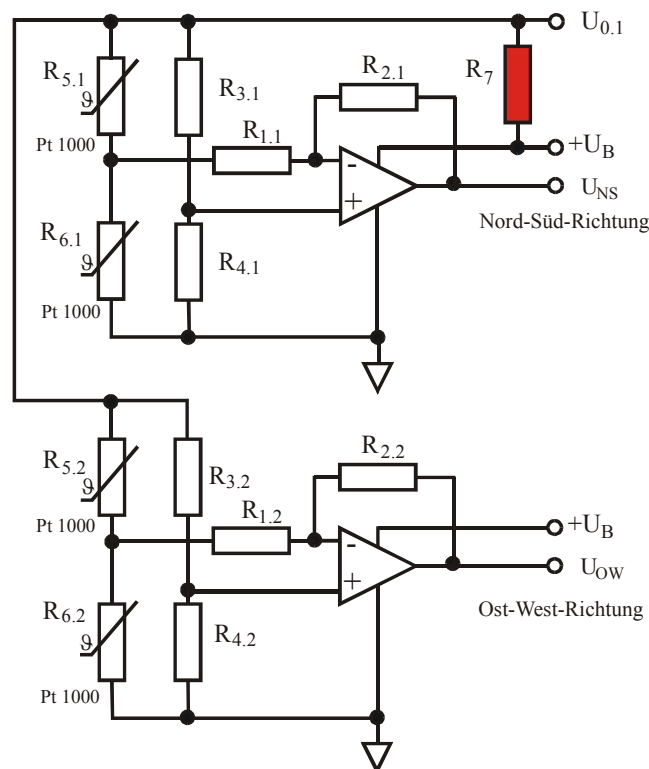 U0.1
R5.1
ϑ
R3.1
R2.1
R7
Pt 1000
R1.1
-
+UB
+
UNS
R6.1
ϑ
R4.1
Nord-Süd-Richtung
Pt 1000
R5.2
ϑ
R3.2
R2.2
Pt 1000
R1.2
-
+UB
+
UOW
R6.2
ϑ
R4.2
Ost-West-Richtung
Pt 1000